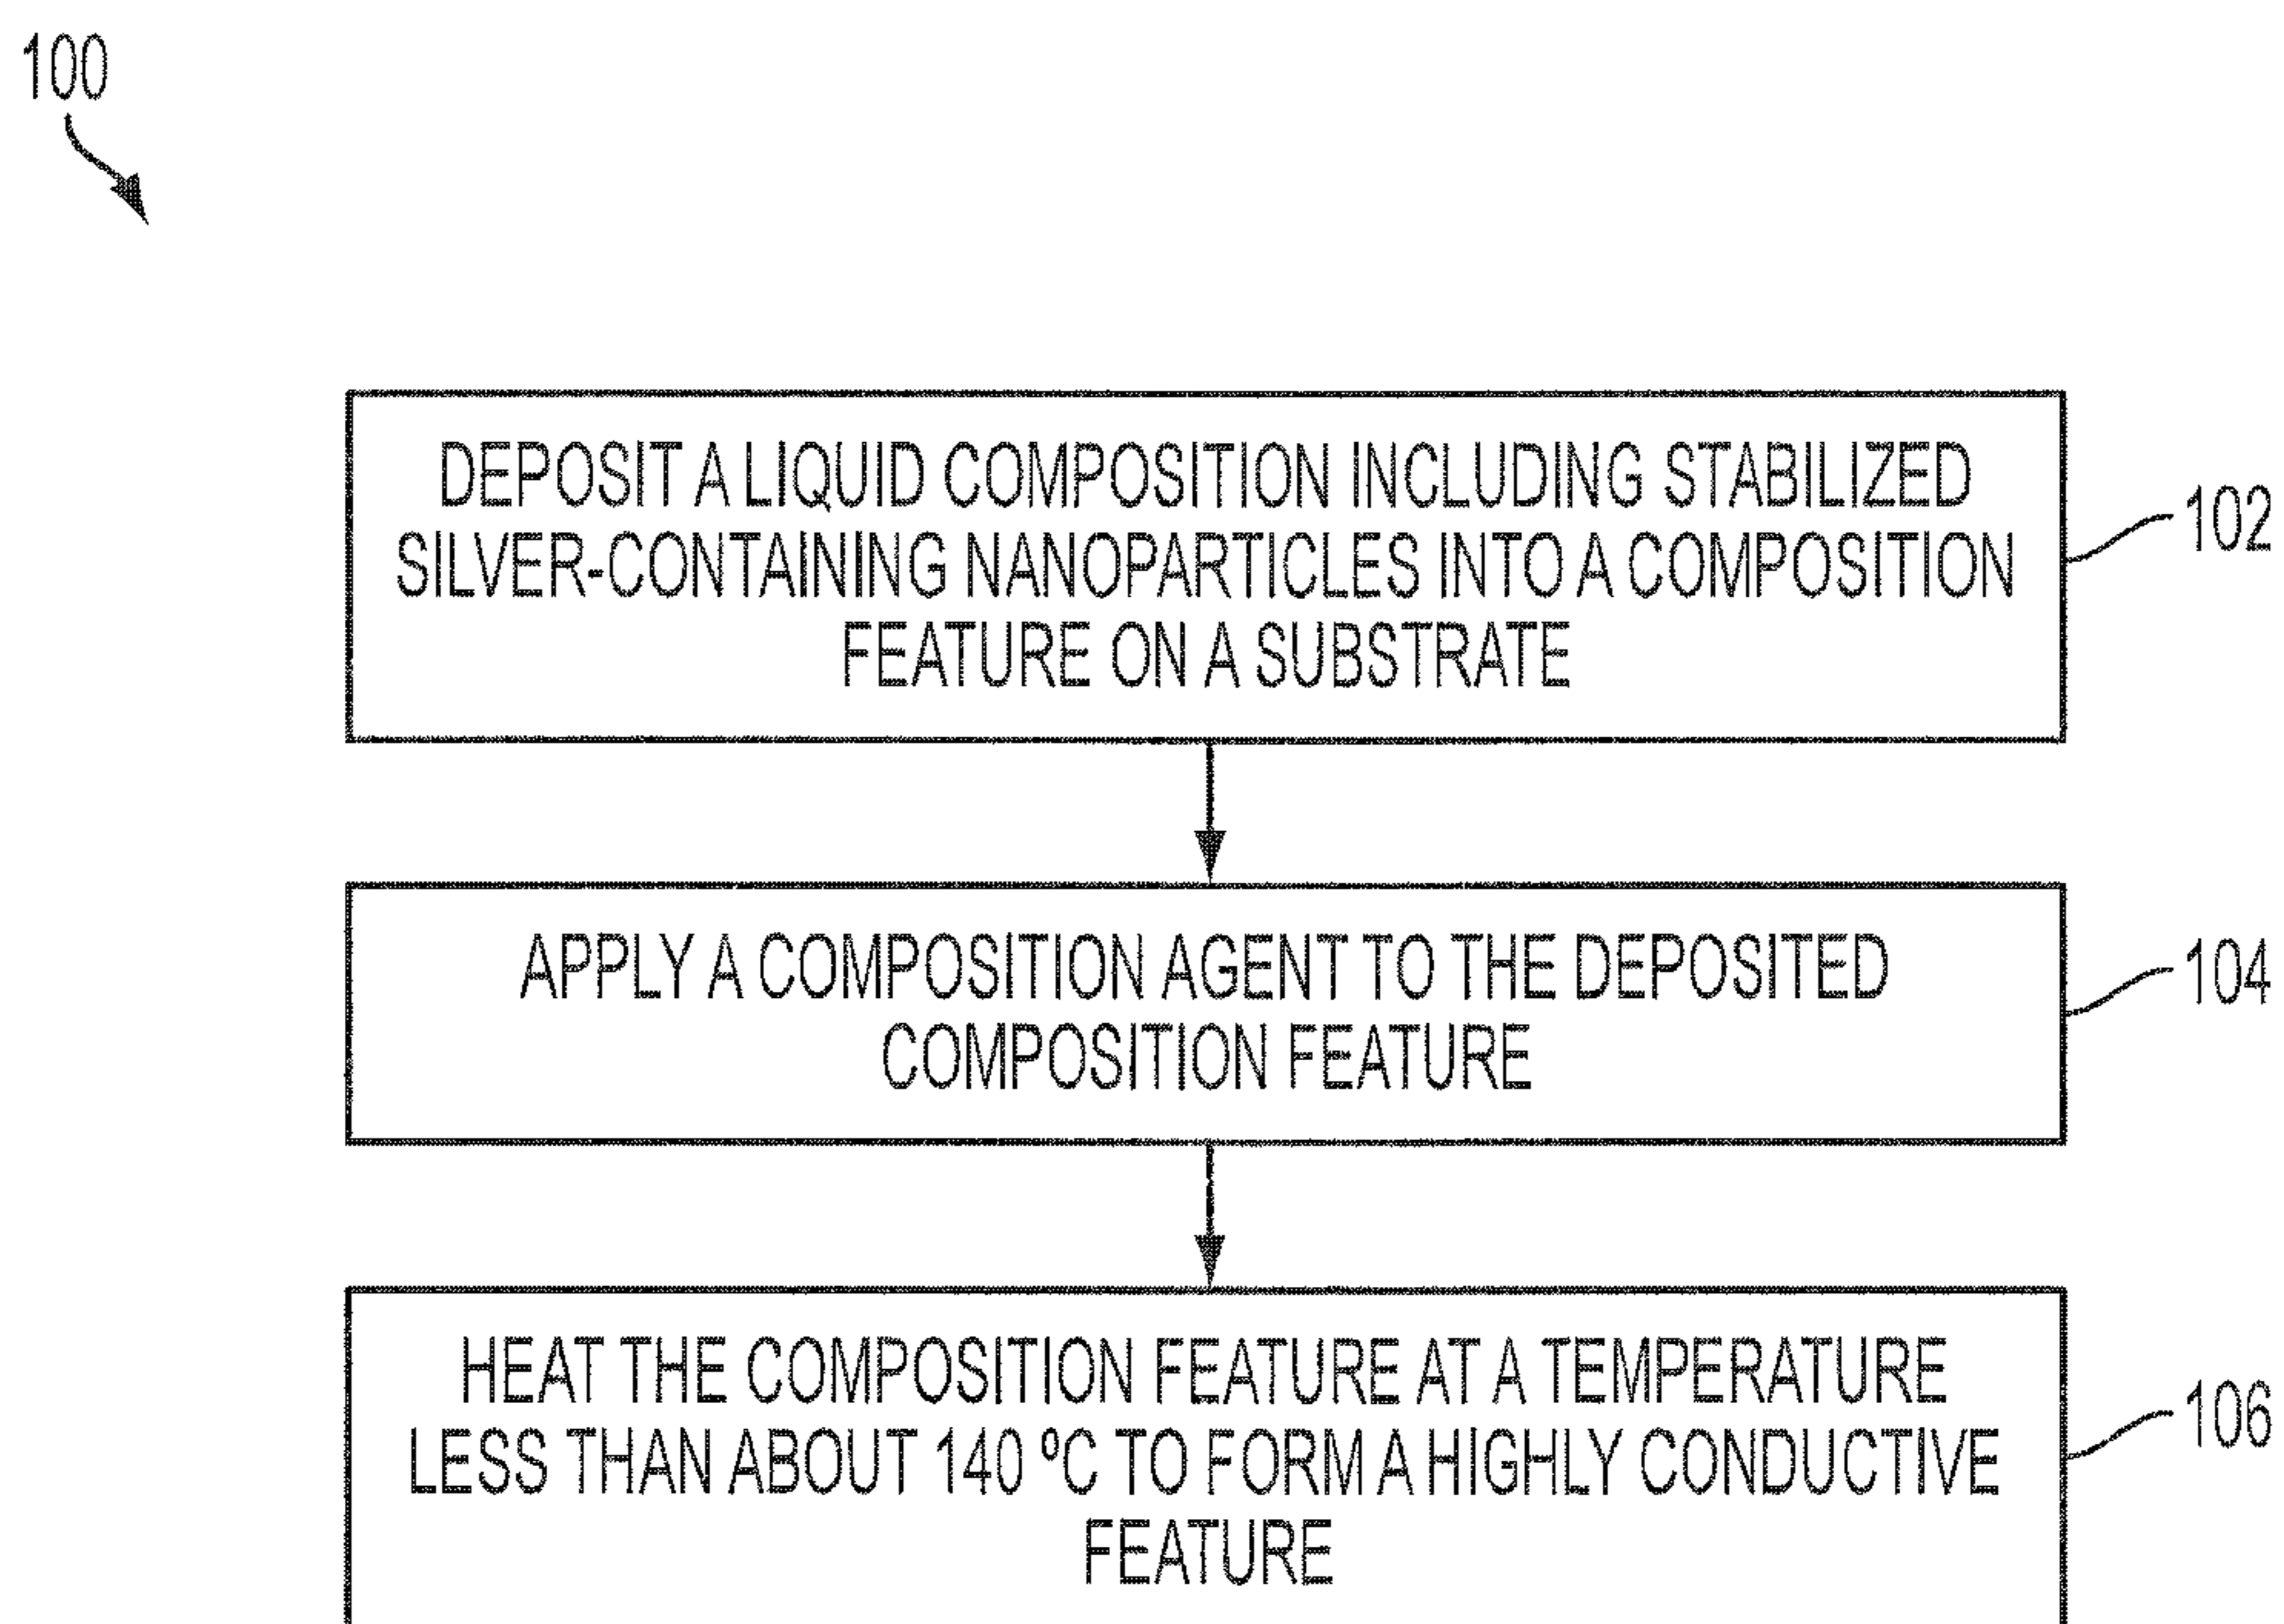 100
DEPOSIT A LIQUID COMPOSITION INCLUDING STABILIZED
SILVER-CONTAINING NANOPARTICLES INTO A COMPOSITION
FEATURE ON A SUBSTRATE
102
APPLY A COMPOSITION AGENT TO THE DEPOSITED
COMPOSITION FEATURE
104
HEAT THE COMPOSITION FEATURE AT A TEMPERATURE
LESS THAN ABOUT 140 ºC TO FORM A HIGHLY CONDUCTIVE
FEATURE
106